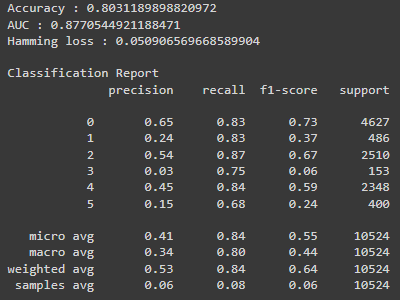 Accuracy : 0.8031189898820972
AUC : 0.8770544921188471
Hamming loss : 0.050906569668589904
Classification Report
precision recall f1-score support
0 0.65 0.83 0.73 4627
1 0.24 0.83 0.37 486
2 0.54 0.87 0.67 2510
3 0.03 0.75 0.06 153
4 0.45 0.84 0.59 2348
5 0.15 0.68 0.24 400
micro avg 0.41 0.84 0.55 10524
macro avg 0.34 0.80 0.44 10524
weighted avg 0.53 0.84 0.64 10524
samples avg 0.06 0.08 0.06 10524